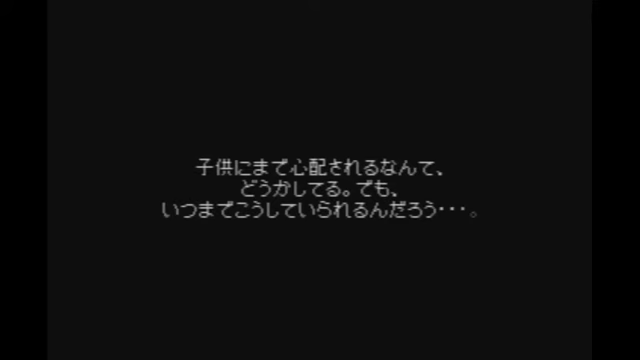 子供にまで心配されるなんて、
どうかしてる。でも、
いつまでこうしていられるんだろう･･･。